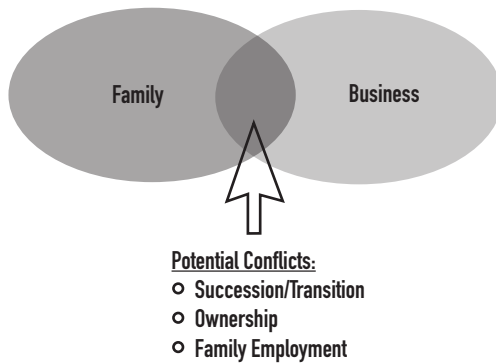 Family
Business
Potential Conflicts:
Succession/Transition
Ownership
Family Employment